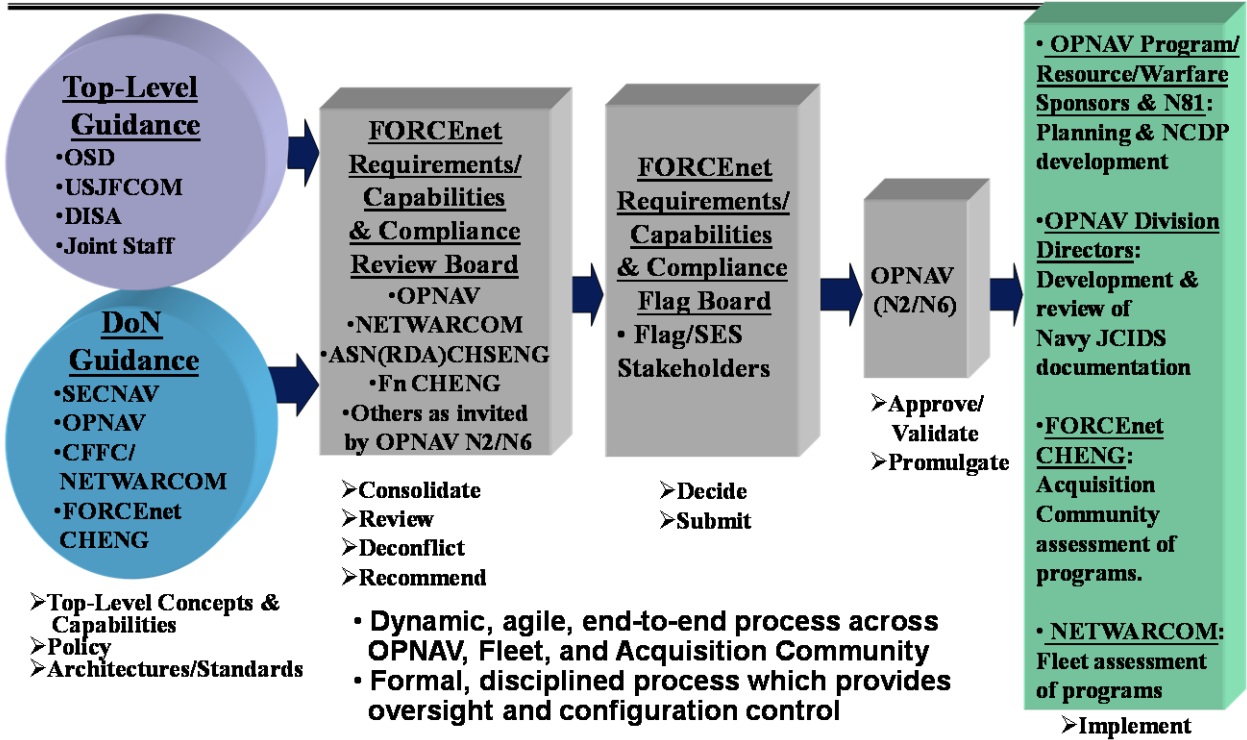 Top-Level
Guidance
•OSD
•USJFCOM
•DISA
•Joint Staff
DoN
Guidance
•SECNAV
•OPNAV
•CFFC/
NETWARCOM
•FORCEnet
CHENG
➢Top-Level Concepts &
Capabilities
➢Policy
➢Architectures/Standards
FORCEnet
Requirements/
Capabilities
& Compliance
Review Board
•OPNAV
•NETWARCOM
•ASN(RDA)CHSENG
•Fn CHENG
•Others as invited
by OPNAV N2/N6
➢Consolidate
➢Review
➢Deconflict
➢Recommend
FORCEnet
Requirements/
Capabilities
& Compliance
Flag Board
• Flag/SES
Stakeholders
➢Decide
➢Submit
OPNAV
(N2/N6)
➢Approve/
Validate
➢Promulgate
• OPNAV Program/
Resource/Warfare
Sponsors & N81:
Planning & NCDP
development
•OPNAV Division
Directors:
Development &
review of
Navy JCIDS
documentation
•FORCEnet
CHENG:
Acquisition
Community
assessment of
programs.
• NETWARCOM:
Fleet assessment
of programs
➢Implement
• Dynamic, agile, end-to-end process across
OPNAV, Fleet, and Acquisition Community
• Formal, disciplined process which provides
oversight and configuration control